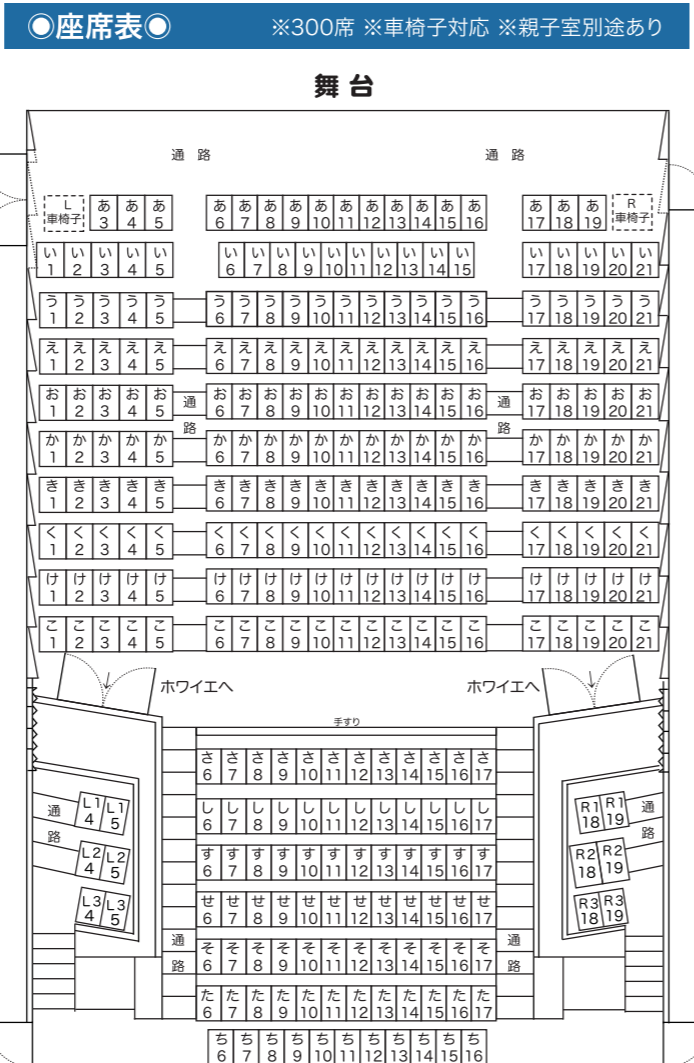 ◉座席表◉ ※300席 ※車椅子対応 ※親子室別途あり
舞台
通 路 通 路
L 車椅子 あ3 あ4 あ5 あ6 あ7 あ8 あ9 あ10 あ11 あ12 あ13 あ14 あ15 あ16 あ17 あ18 あ19 R 車椅子
い1 い2 い3 い4 い5 い6 い7 い8 い9 い10 い11 い12 い13 い14 い15 い17 い18 い19 い20 い21
う1 う2 う3 う4 う5 う6 う7 う8 う9 う10 う11 う12 う13 う14 う15 う16 う17 う18 う19 う20 う21
え1 え2 え3 え4 え5 え6 え7 え8 え9 え10 え11 え12 え13 え14 え15 え16 え17 え18 え19 え20 え21
お1 お2 お3 お4 お5 通 お6 お7 お8 お9 お10 お11 お12 お13 お14 お15 お16 通 お17 お18 お19 お20 お21
路 路
か1 か2 か3 か4 か5 か6 か7 か8 か9 か10 か11 か12 か13 か14 か15 か16 か17 か18 か19 か20 か21
き1 き2 き3 き4 き5 き6 き7 き8 き9 き10 き11 き12 き13 き14 き15 き16 き17 き18 き19 き20 き21
く1 く2 く3 く4 く5 く6 く7 く8 く9 く10 く11 く12 く13 く14 く15 く16 く17 く18 く19 く20 く21
け1 け2 け3 け4 け5 け6 け7 け8 け9 け10 け11 け12 け13 け14 け15 け16 け17 け18 け19 け20 け21
こ1 こ2 こ3 こ4 こ5 こ6 こ7 こ8 こ9 こ10 こ11 こ12 こ13 こ14 こ15 こ16 こ17 こ18 こ19 こ20 こ21
ホワイエへ ホワイエへ
手すり
さ6 さ7 さ8 さ9 さ10 さ11 さ12 さ13 さ14 さ15 さ16 さ17
通 路 L1 4 L1 5 し6 し7 し8 し9 し10 し11 し12 し13 し14 し15 し16 し17 R1 18 R1 19 通 路
L2 4 L2 5 す6 す7 す8 す9 す10 す11 す12 す13 す14 す15 す16 す17 R2 18 R2 19
L3 4 L3 5 せ6 せ7 せ8 せ9 せ10 せ11 せ12 せ13 せ14 せ15 せ16 せ17 R3 18 R3 19
通 路 そ6 そ7 そ8 そ9 そ10 そ11 そ12 そ13 そ14 そ15 そ16 そ17 通 路
た6 た7 た8 た9 た10 た11 た12 た13 た14 た15 た16 た17
ち6 ち7 ち8 ち9 ち10 ち11 ち12 ち13 ち14 ち15 ち16